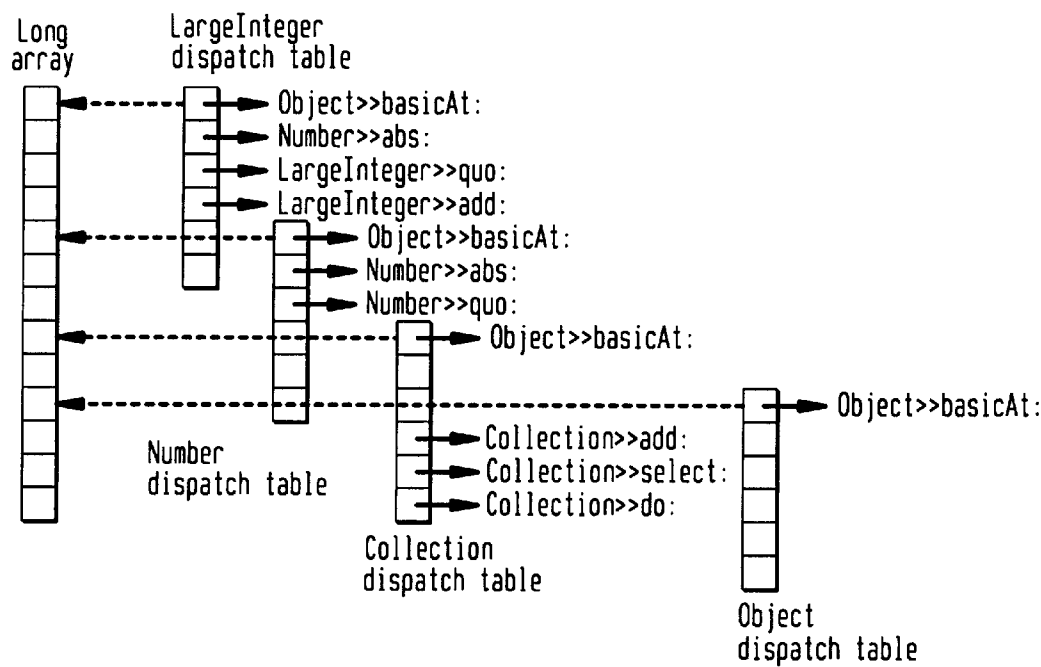 Long
array
LargeInteger
dispatch table
Object>>basicAt:
Number>>abs:
LargeInteger>>quo:
LargeInteger>>add:
Object>>basicAt:
Number>>abs:
Number>>quo:
Object>>basicAt:
Object>>basicAt:
Collection>>add:
Collection>>select:
Collection>>do:
Number
dispatch table
Collection
dispatch table
Object
dispatch table